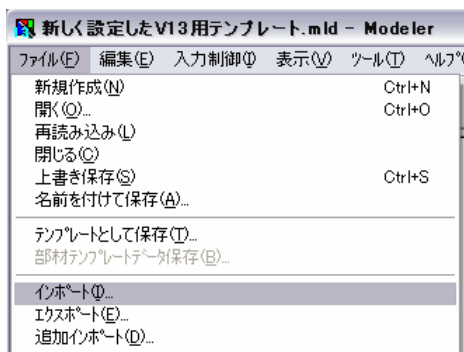 新しく設定したV13用テンプレート.mld - Modeler
ファイル(F) 編集(E) 入力制御(I) 表示(V) ツール(T) ヘルプ(
新規作成(N) Ctrl+N
開く(O)... Ctrl+O
再読み込み(L)
閉じる(C)
上書き保存(S) Ctrl+S
名前を付けて保存(A)...
テンプレートとして保存(T)...
部材テンプレートデータ保存(B)...
インポート(I)...
エクスポート(E)...
追加インポート(D)...